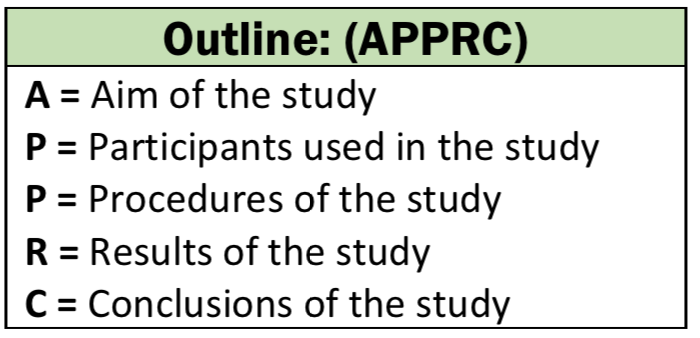 Outline: (APPRC)
A = Aim of the study
P = Participants used in the study
P = Procedures of the study
R = Results of the study
C = Conclusions of the study